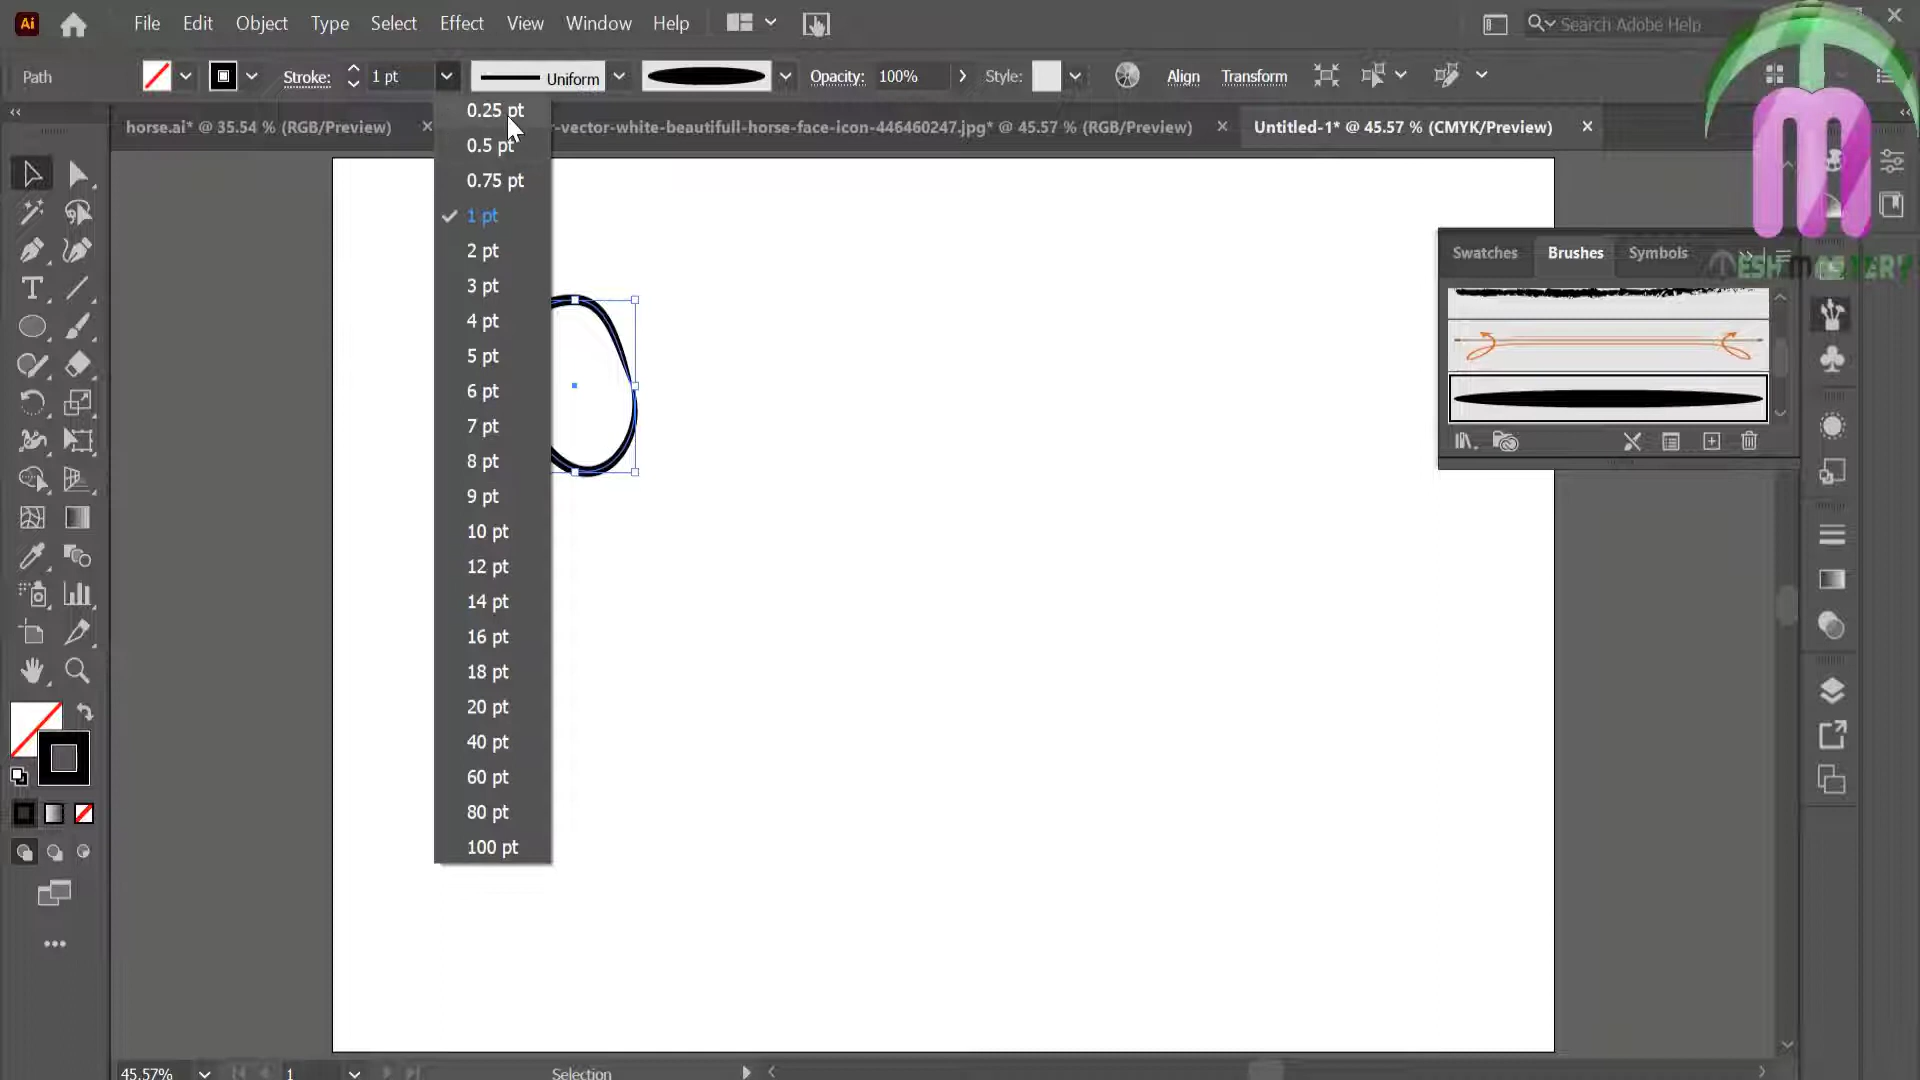 Ai File Edit Object Type Select Effect View Window Help Search Adobe Help
Path Stroke: 1 pt Uniform Opacity: 100% Style: Align Transform
horse.ai* @ 35.54 % (RGB/Preview) r-vector-white-beautifull-horse-face-icon-446460247.jpg* @ 45.57 % (RGB/Preview) Untitled-1* @ 45.57 % (CMYK/Preview)
0.25 pt
0.5 pt
0.75 pt
1 pt
2 pt
3 pt
4 pt
5 pt
6 pt
7 pt
8 pt
9 pt
10 pt
12 pt
14 pt
16 pt
18 pt
20 pt
40 pt
60 pt
80 pt
100 pt
Swatches Brushes Symbols
MESH MASTERY
45.57% 1 Selection